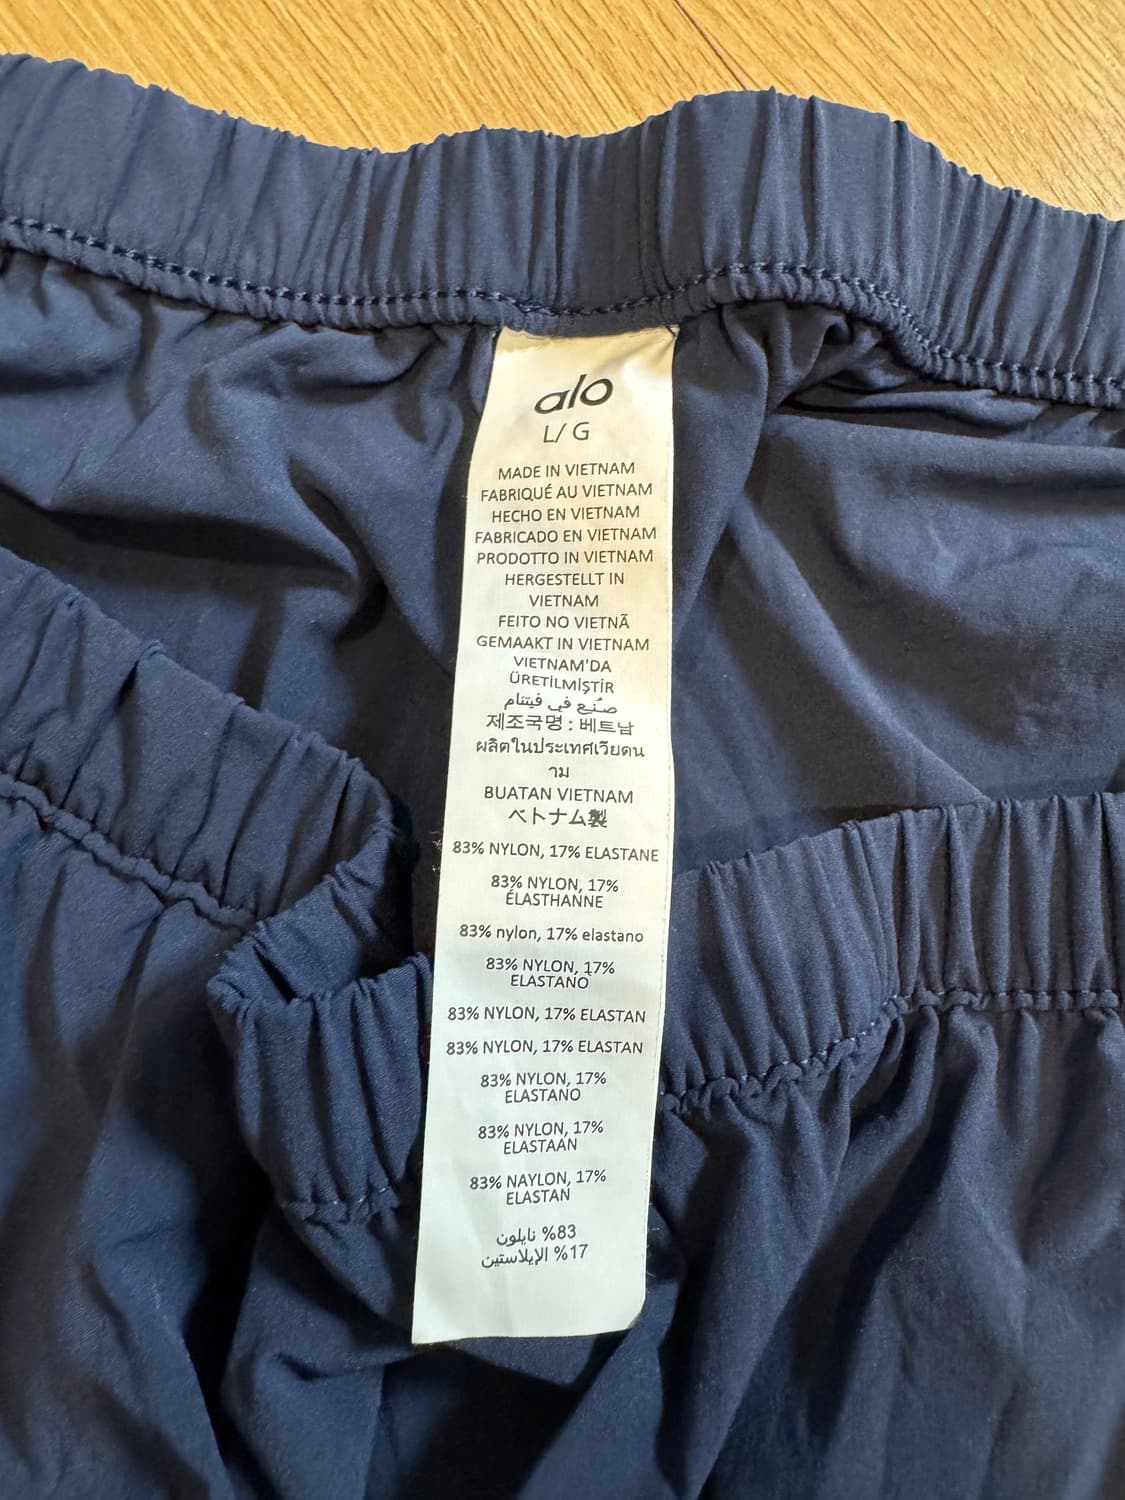 alo
L/ G
MADE IN VIETNAM
FABRIQUÉ AU VIETNAM
HECHO EN VIETNAM
FABRICADO EN VIETNAM
PRODOTTO IN VIETNAM
HERGESTELLT IN
VIETNAM
FEITO NO VIETNÃ
GEMAAKT IN VIETNAM
VIETNAM'DA
ÜRETİLMİŞTİR
صُنع في فيتنام
제조국명 : 베트남
ผลิตในประเทศเวียดน
าม
BUATAN VIETNAM
ベトナム製
83% NYLON, 17% ELASTANE
83% NYLON, 17%
ÉLASTHANNE
83% nylon, 17% elastano
83% NYLON, 17%
ELASTANO
83% NYLON, 17% ELASTAN
83% NYLON, 17% ELASTAN
83% NYLON, 17%
ELASTANO
83% NYLON, 17%
ELASTAAN
83% NAYLON, 17%
ELASTAN
83% نايلون
17% الإيلاستين